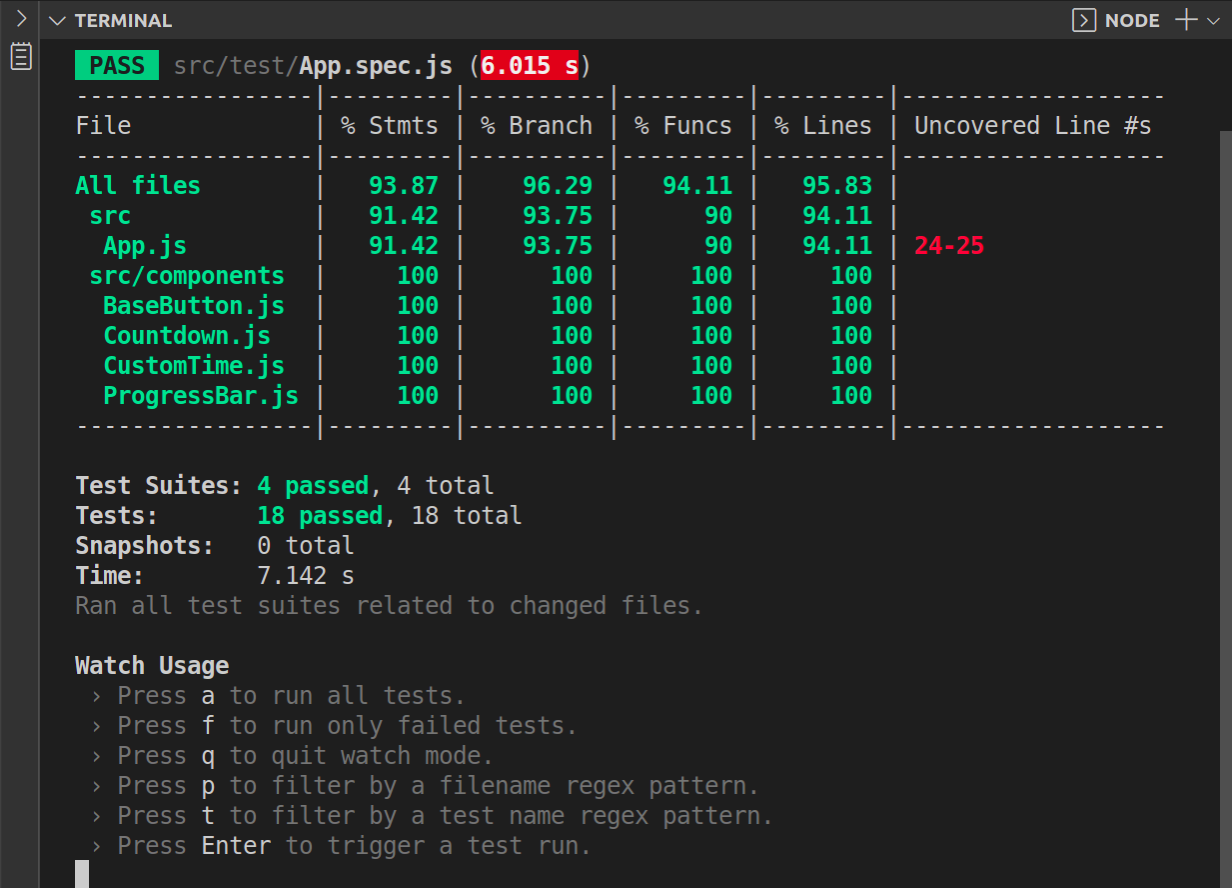 TERMINAL NODE
PASS src/test/App.spec.js (6.015 s)
-----------------|---------|----------|---------|---------|-------------------
File | % Stmts | % Branch | % Funcs | % Lines | Uncovered Line #s
-----------------|---------|----------|---------|---------|-------------------
All files | 93.87 | 96.29 | 94.11 | 95.83 |
src | 91.42 | 93.75 | 90 | 94.11 |
App.js | 91.42 | 93.75 | 90 | 94.11 | 24-25
src/components | 100 | 100 | 100 | 100 |
BaseButton.js | 100 | 100 | 100 | 100 |
Countdown.js | 100 | 100 | 100 | 100 |
CustomTime.js | 100 | 100 | 100 | 100 |
ProgressBar.js | 100 | 100 | 100 | 100 |
-----------------|---------|----------|---------|---------|-------------------
Test Suites: 4 passed, 4 total
Tests: 18 passed, 18 total
Snapshots: 0 total
Time: 7.142 s
Ran all test suites related to changed files.
Watch Usage
› Press a to run all tests.
› Press f to run only failed tests.
› Press q to quit watch mode.
› Press p to filter by a filename regex pattern.
› Press t to filter by a test name regex pattern.
› Press Enter to trigger a test run.